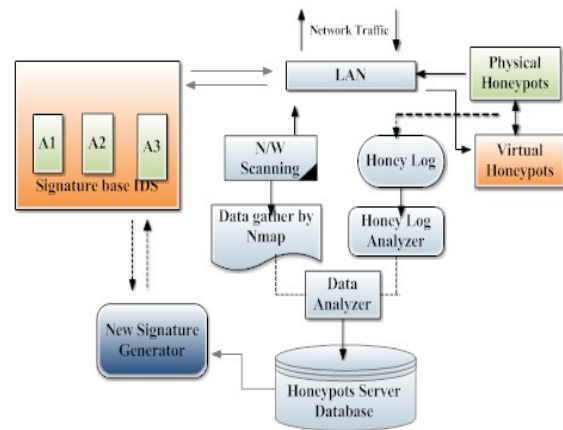 Network Traffic
LAN
Physical
Honeypots
A1
A2
A3
Signature base IDS
N/W
Scanning
Honey Log
Virtual
Honeypots
Data gather by
Nmap
Honey Log
Analyzer
Data
Analyzer
New Signature
Generator
Honeypots Server
Database